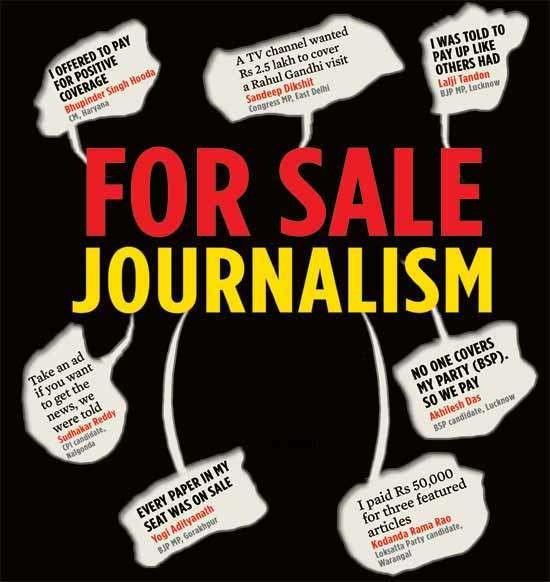 I OFFERED TO PAY
FOR POSITIVE
COVERAGE
Bhupinder Singh Hooda
CM, Haryana
A TV channel wanted
Rs 2.5 lakh to cover
a Rahul Gandhi visit
Sandeep Dikshit
Congress MP, East Delhi
I WAS TOLD TO
PAY UP LIKE
OTHERS HAD
Lalji Tandon
BJP MP, Lucknow
FOR SALE
JOURNALISM
Take an ad
if you want
to get the
news, we
were told
Sudhakar Reddy
CPI candidate,
Nalgonda
EVERY PAPER IN MY
SEAT WAS ON SALE
Yogi Adityanath
BJP MP, Gorakhpur
I paid Rs 50,000
for three featured
articles
Kodanda Rama Rao
Loksatta Party candidate,
Warangal
NO ONE COVERS
MY PARTY (BSP).
SO WE PAY
Akhilesh Das
BSP candidate, Lucknow